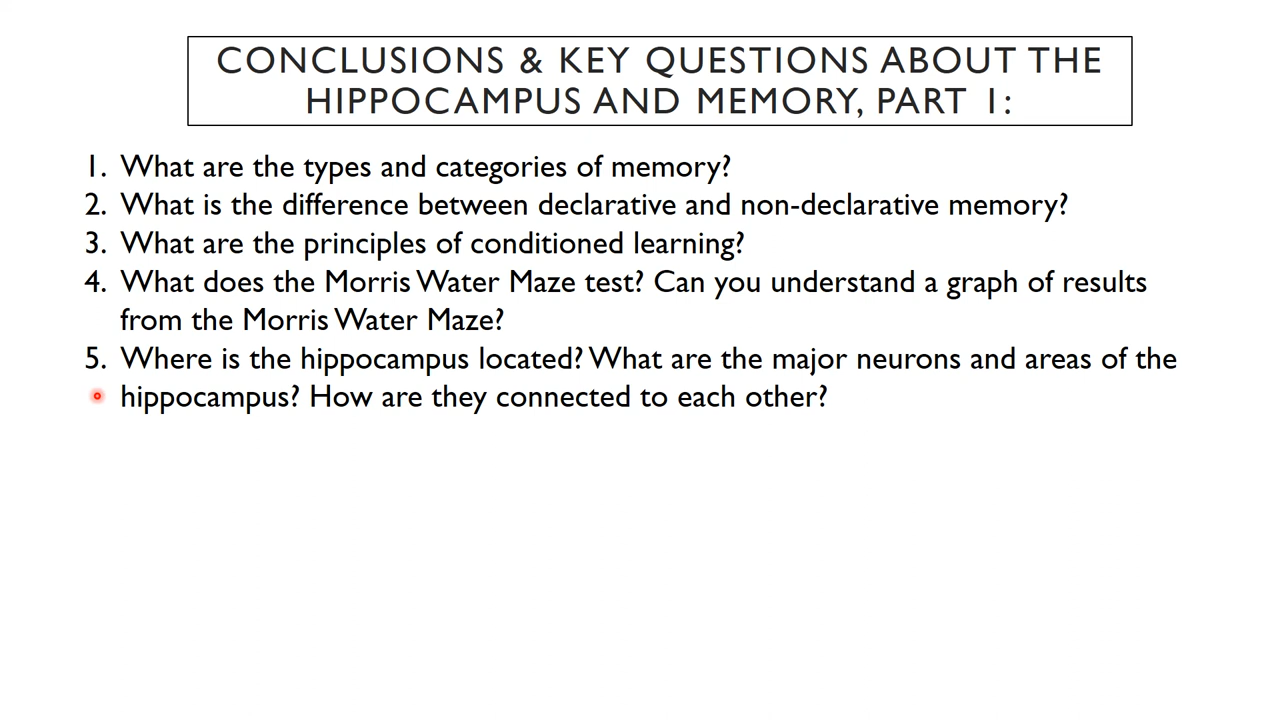 CONCLUSIONS & KEY QUESTIONS ABOUT THE
HIPPOCAMPUS AND MEMORY, PART 1:
1. What are the types and categories of memory?
2. What is the difference between declarative and non-declarative memory?
3. What are the principles of conditioned learning?
4. What does the Morris Water Maze test? Can you understand a graph of results
from the Morris Water Maze?
5. Where is the hippocampus located? What are the major neurons and areas of the
hippocampus? How are they connected to each other?